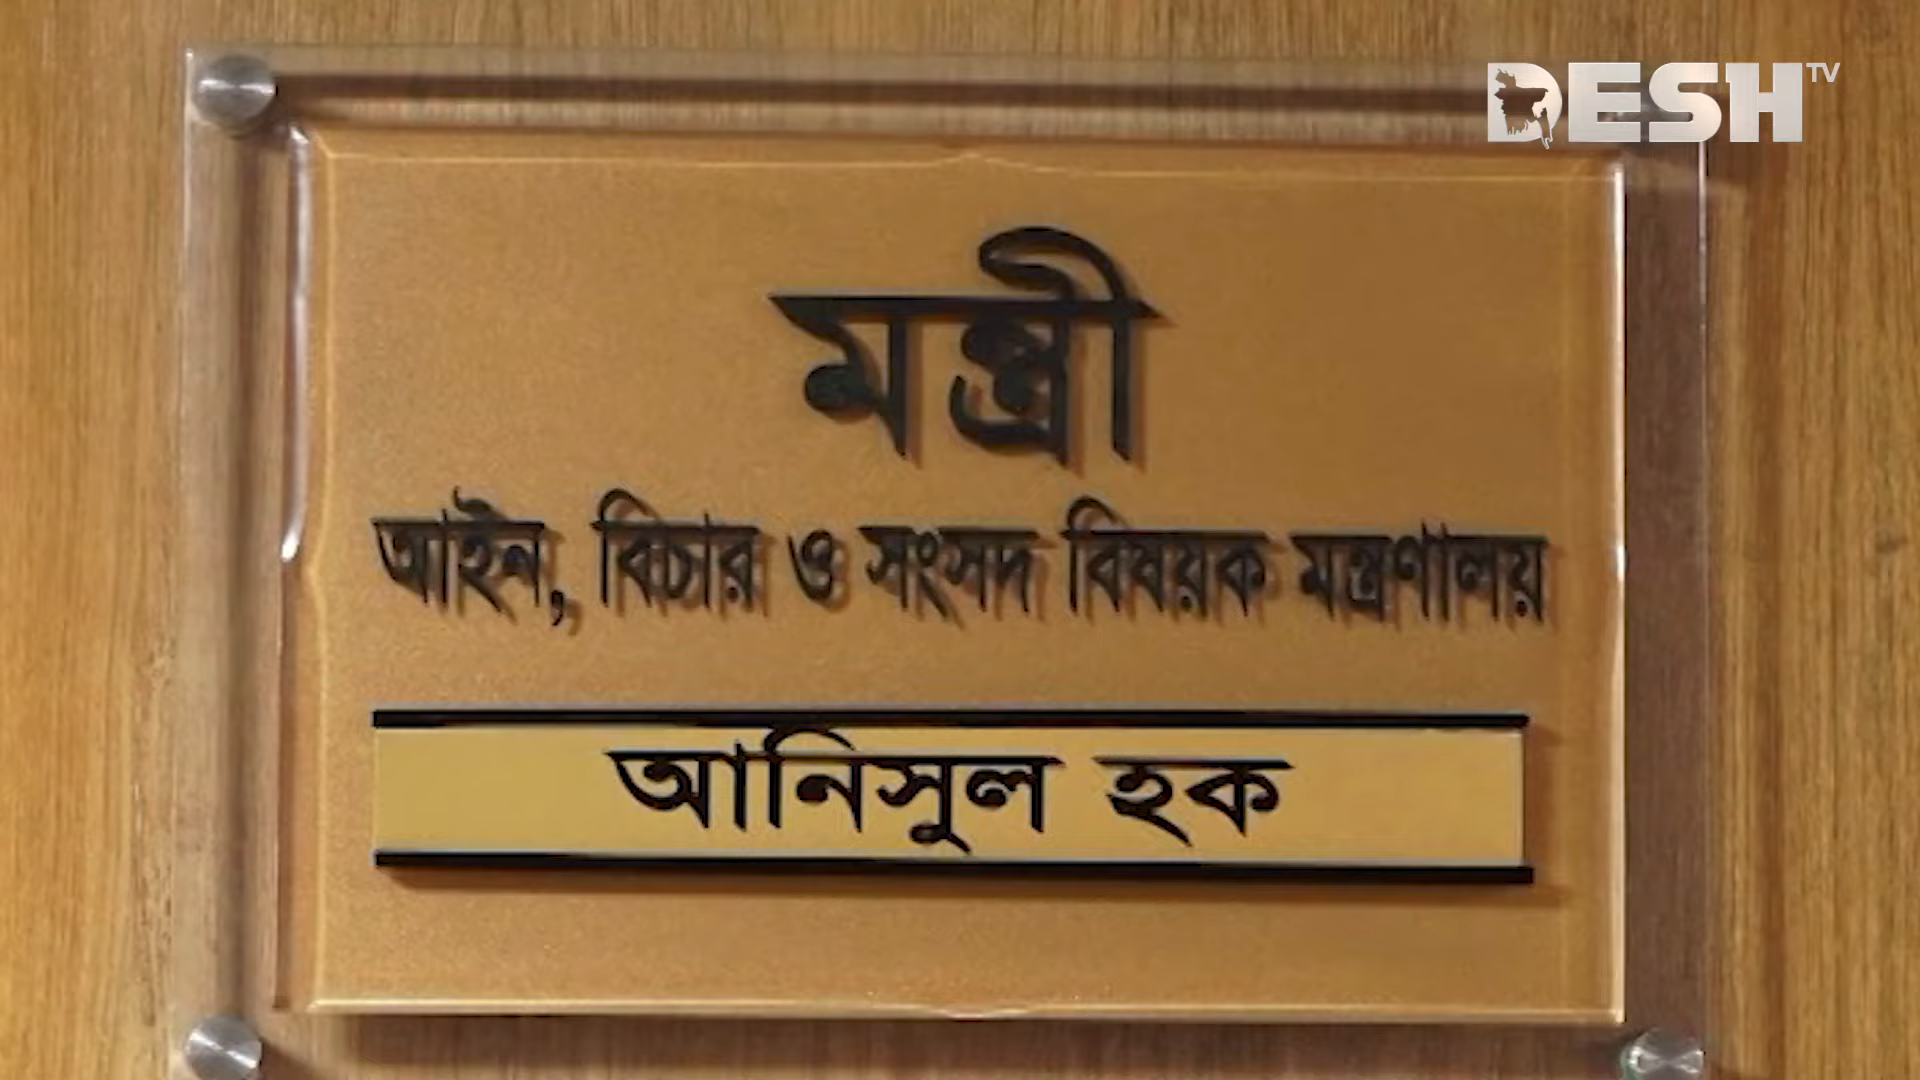 DESH TV
মন্ত্রী
আইন, বিচার ও সংসদ বিষয়ক মন্ত্রণালয়
আনিসুল হক